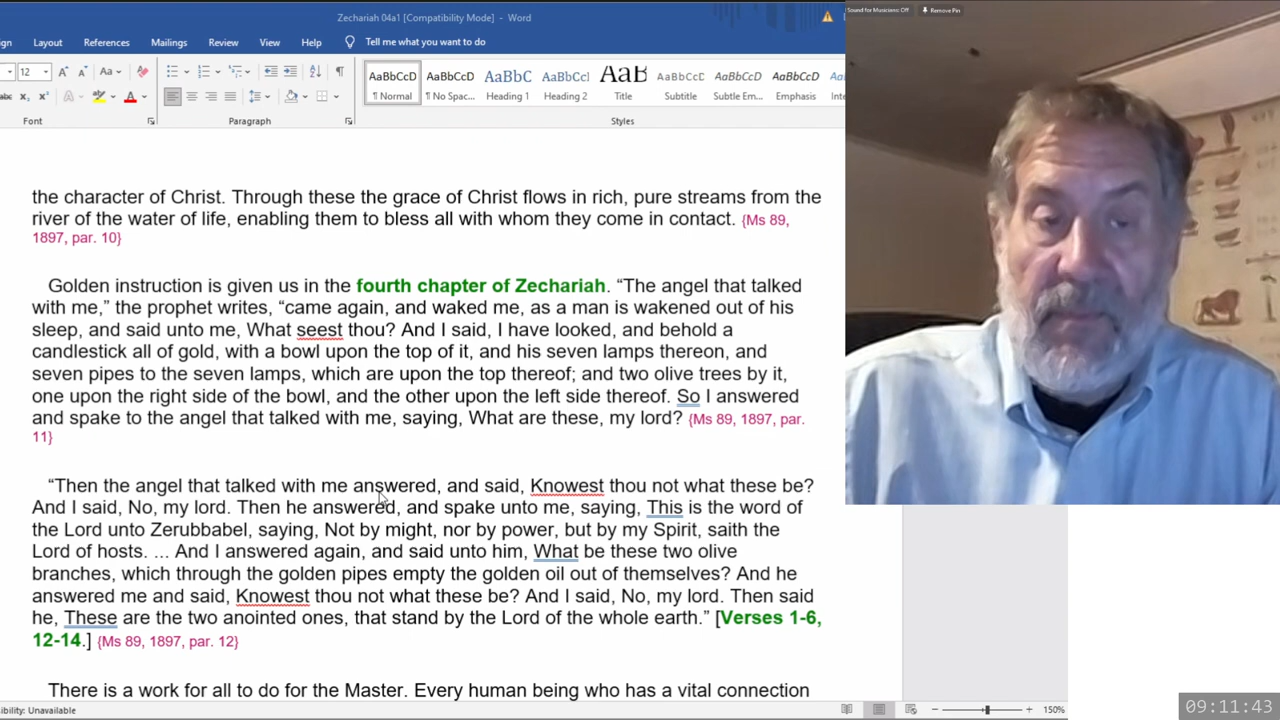 Zechariah 04a1 [Compatibility Mode] - Word
Sound for Musicians: Off
Remove Pin
Layout References Mailings Review View Help Tell me what you want to do
12 Aa
AaBbCcD AaBbCcD AaBbC AaBbCc AaB AaBbCcD AaBbCcD AaBbCcD
¶ Normal ¶ No Spac... Heading 1 Heading 2 Title Subtitle Subtle Em... Emphasis
Font Paragraph Styles
the character of Christ. Through these the grace of Christ flows in rich, pure streams from the
river of the water of life, enabling them to bless all with whom they come in contact. {Ms 89,
1897, par. 10}
Golden instruction is given us in the fourth chapter of Zechariah. “The angel that talked
with me,” the prophet writes, “came again, and waked me, as a man is wakened out of his
sleep, and said unto me, What seest thou? And I said, I have looked, and behold a
candlestick all of gold, with a bowl upon the top of it, and his seven lamps thereon, and
seven pipes to the seven lamps, which are upon the top thereof; and two olive trees by it,
one upon the right side of the bowl, and the other upon the left side thereof. So I answered
and spake to the angel that talked with me, saying, What are these, my lord? {Ms 89, 1897, par.
11}
“Then the angel that talked with me answered, and said, Knowest thou not what these be?
And I said, No, my lord. Then he answered, and spake unto me, saying, This is the word of
the Lord unto Zerubbabel, saying, Not by might, nor by power, but by my Spirit, saith the
Lord of hosts. ... And I answered again, and said unto him, What be these two olive
branches, which through the golden pipes empty the golden oil out of themselves? And he
answered me and said, Knowest thou not what these be? And I said, No, my lord. Then said
he, These are the two anointed ones, that stand by the Lord of the whole earth.” [Verses 1-6,
12-14.] {Ms 89, 1897, par. 12}
There is a work for all to do for the Master. Every human being who has a vital connection
150%
09:11:43